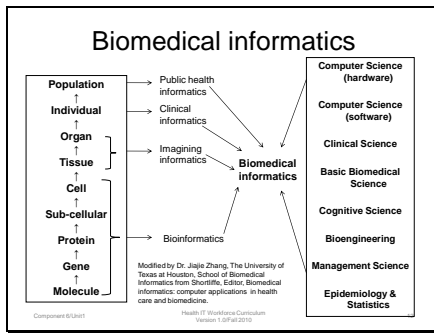 Biomedical informatics
Population
↑
Individual
↑
Organ
↑
Tissue
↑
Cell
↑
Sub-cellular
↑
Protein
↑
Gene
↑
Molecule
Public health
informatics
Clinical
informatics
Imagining
informatics
Bioinformatics
Biomedical
informatics
Modified by Dr. Jiajie Zhang, The University of
Texas at Houston, School of Biomedical
Informatics from Shortliffe, Editor, Biomedical
informatics: computer applications in health
care and biomedicine.
Computer Science
(hardware)
Computer Science
(software)
Clinical Science
Basic Biomedical
Science
Cognitive Science
Bioengineering
Management Science
Epidemiology &
Statistics
Component 6/Unit1
Health IT Workforce Curriculum
Version 1.0/Fall 2010